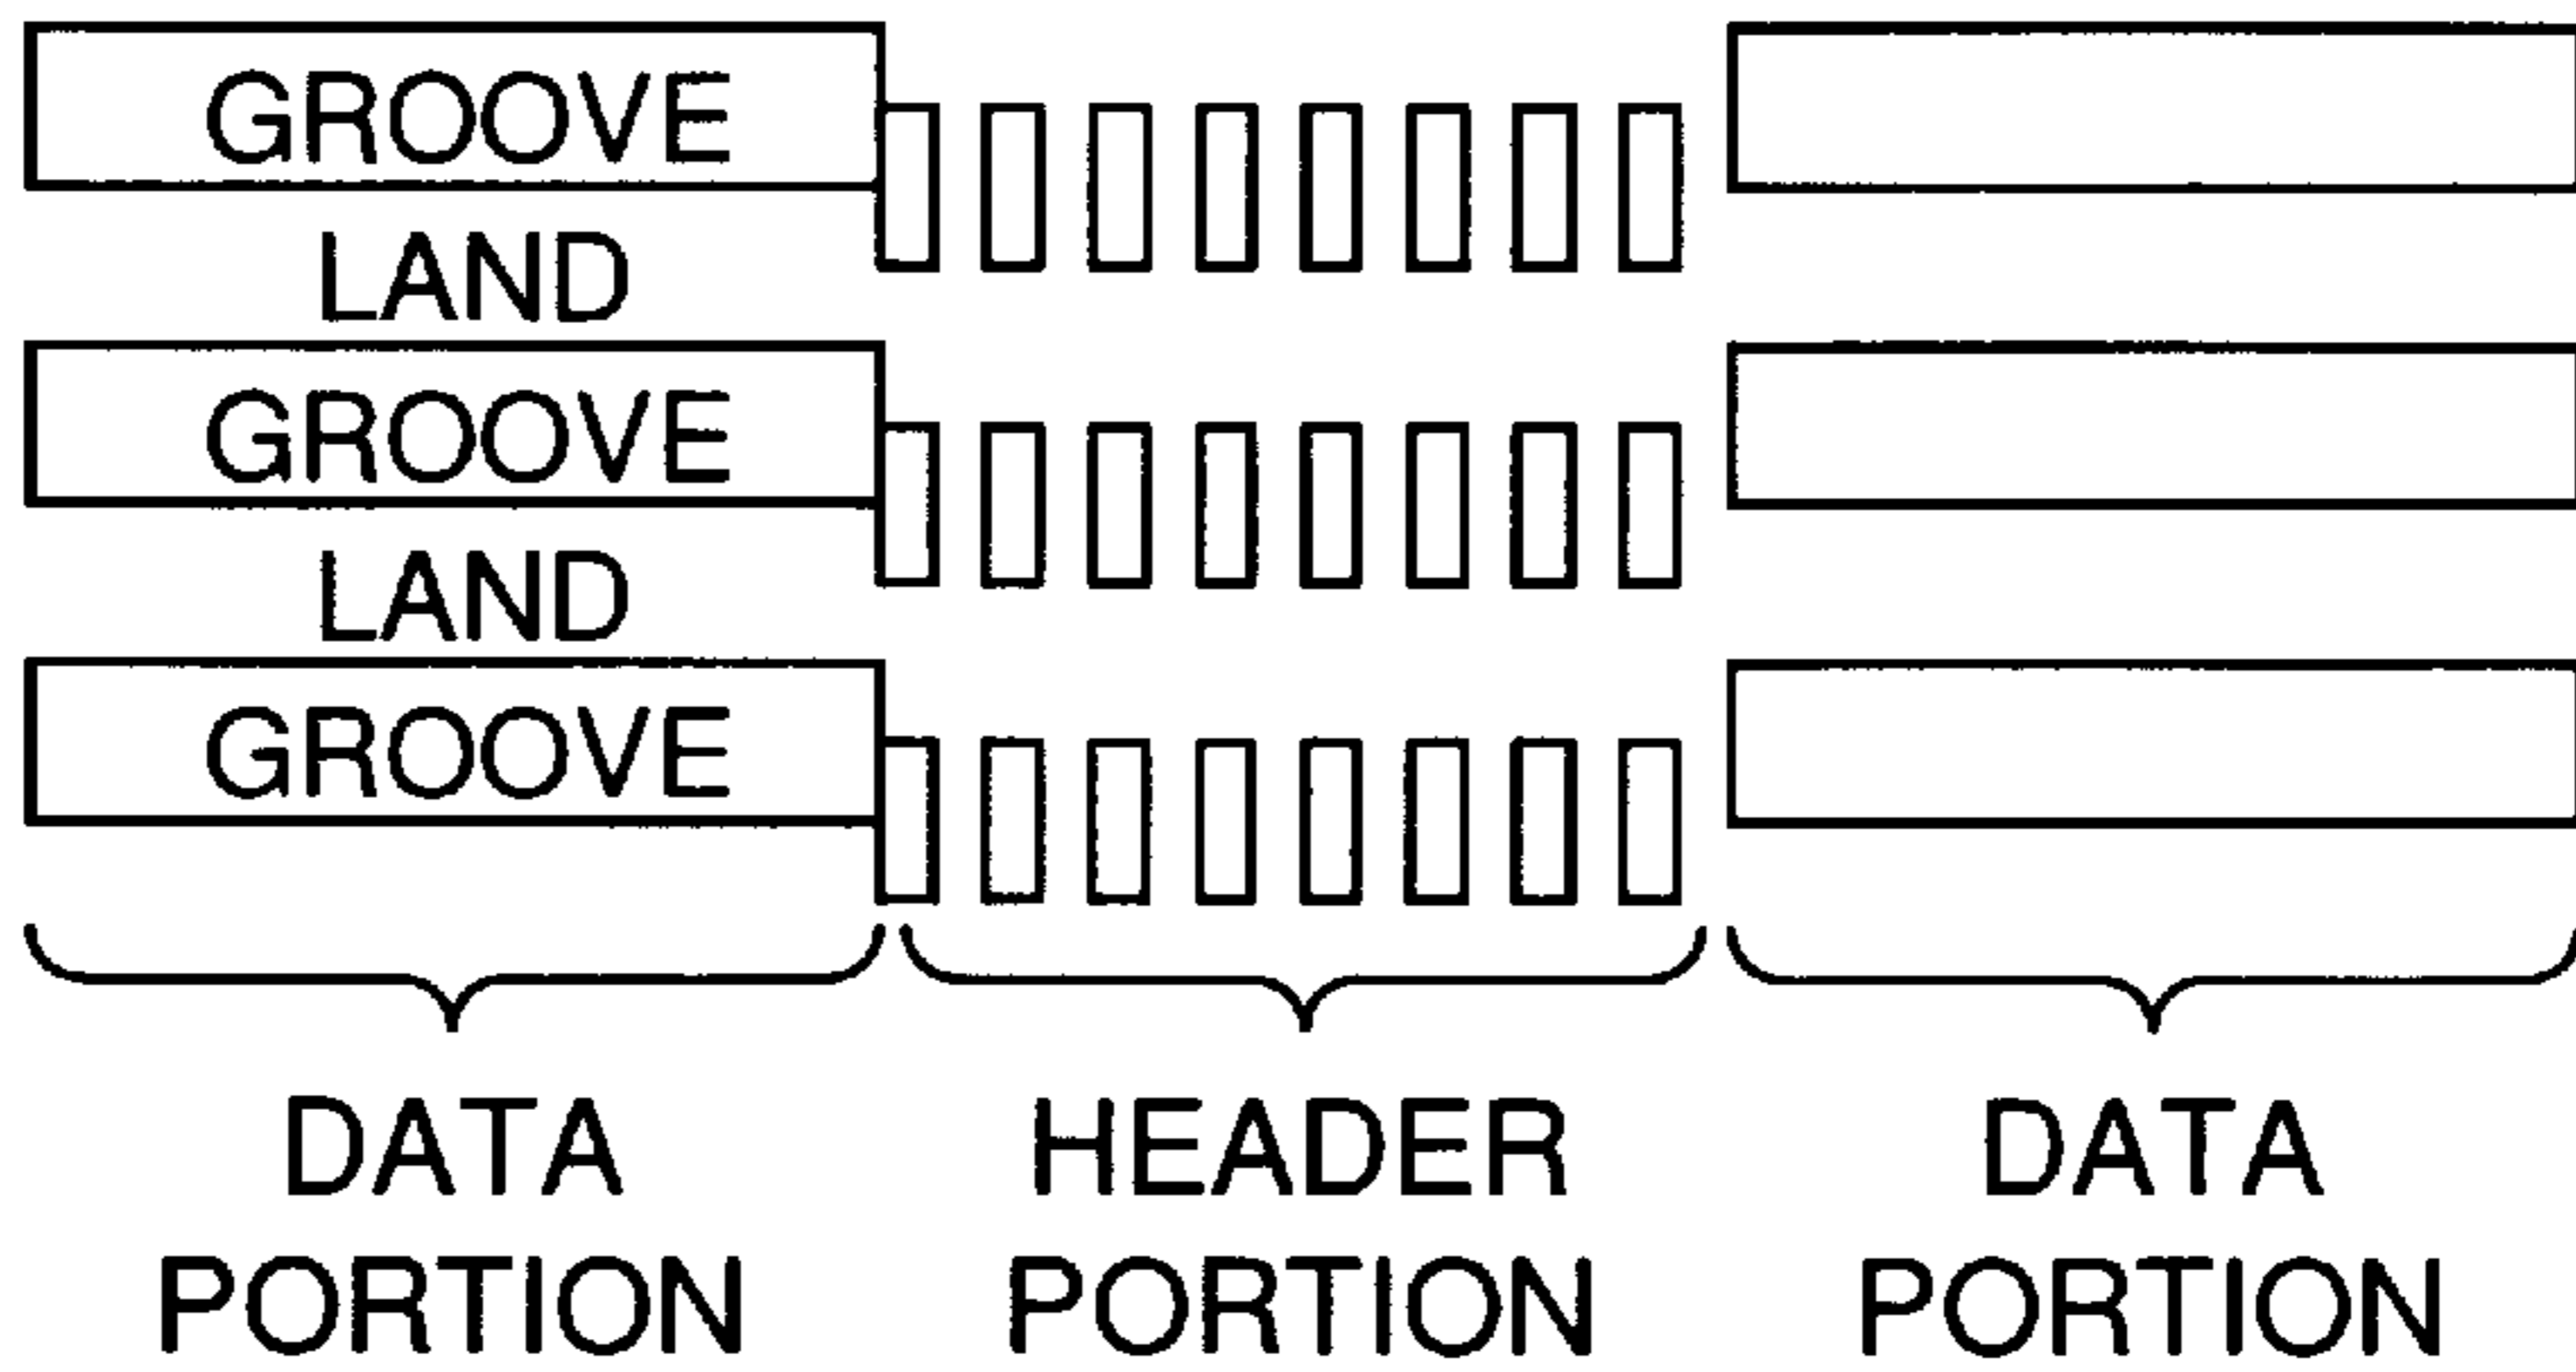 GROOVE
LAND
GROOVE
LAND
GROOVE
DATA PORTION
HEADER PORTION
DATA PORTION